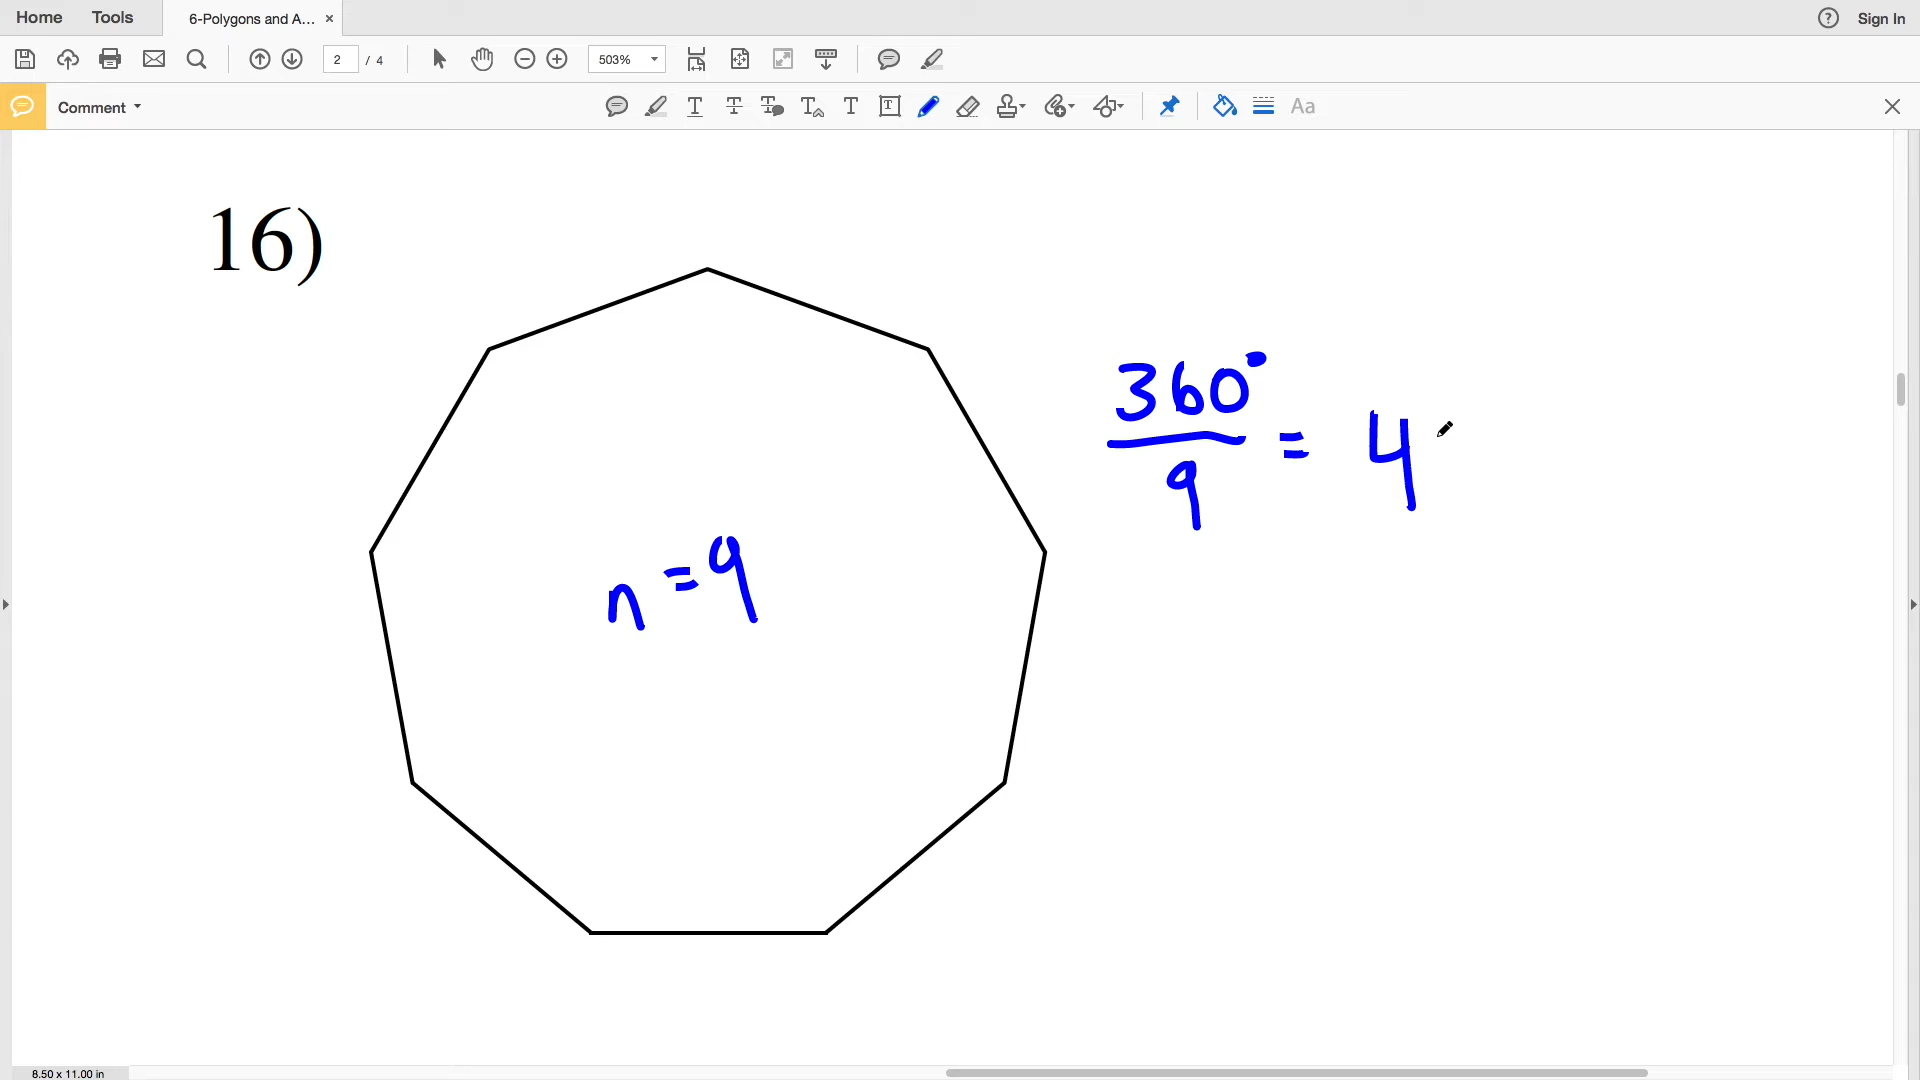 Home Tools 6-Polygons and A... × ? Sign In
2 / 4 503%
Comment T T T T T T Aa
16)
360°
9
= 4
n = 9
8.50 x 11.00 in